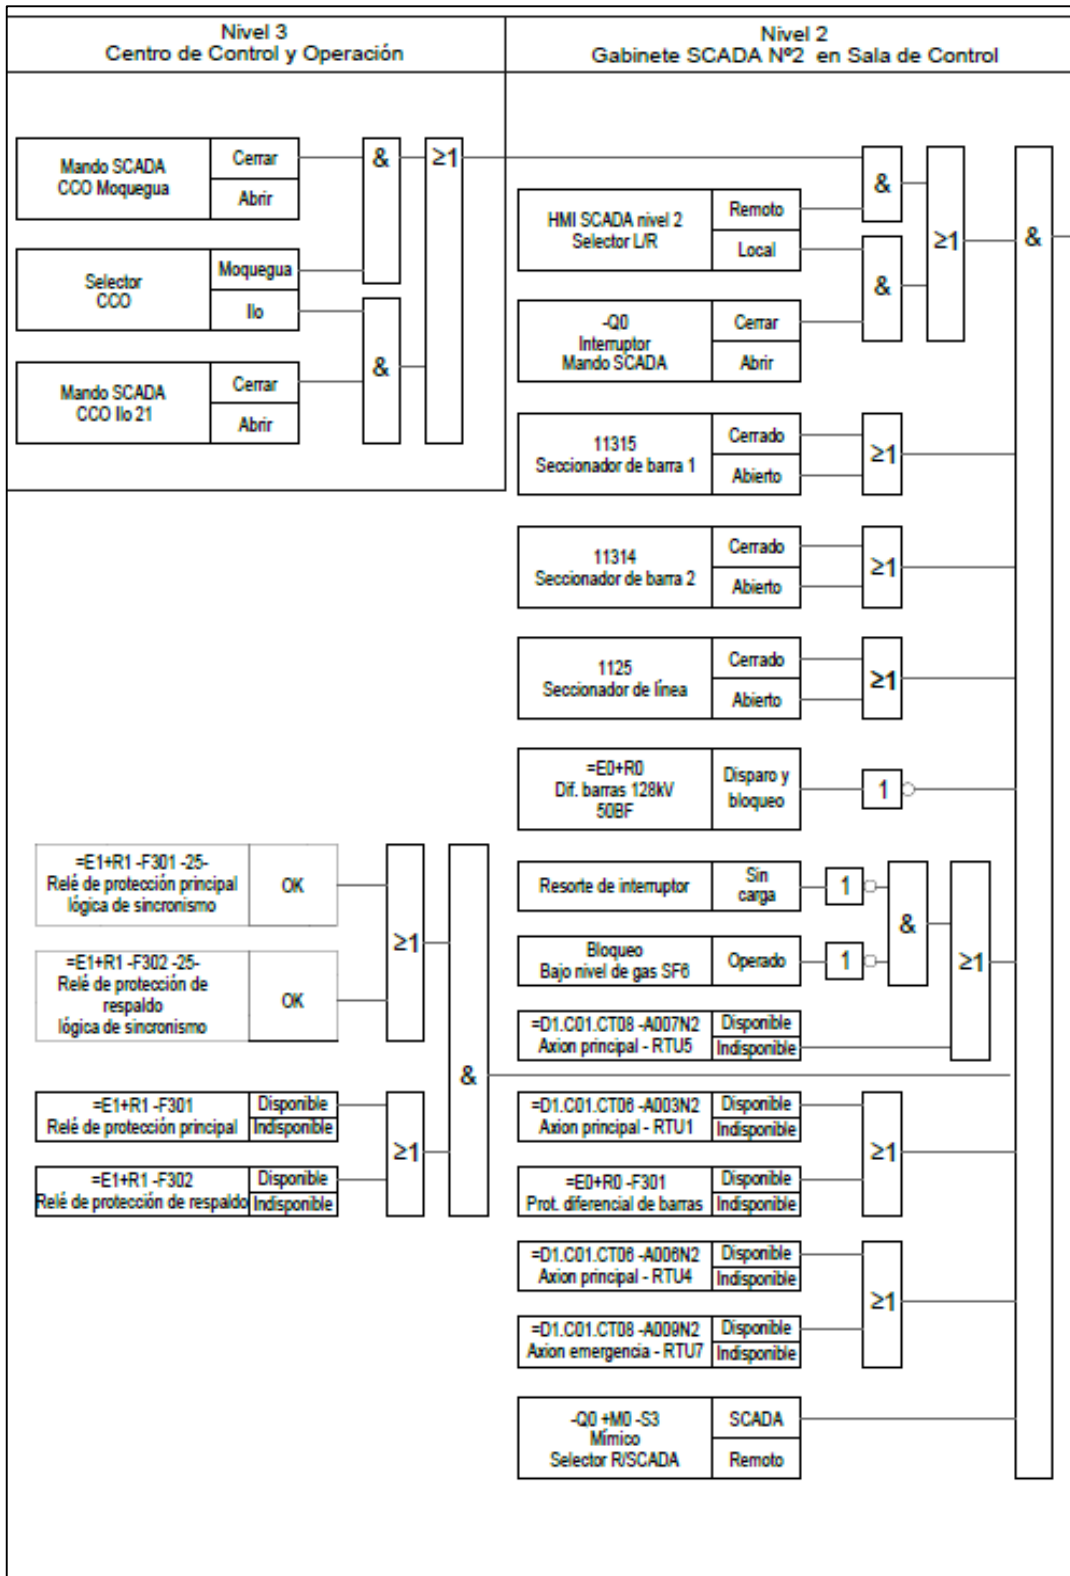 Nivel 3
Centro de Control y Operación
Nivel 2
Gabinete SCADA Nº2 en Sala de Control
Mando SCADA
CCO Moquegua
Cerrar
Abrir
&
≥1
Selector
CCO
Moquegua
Ilo
&
Mando SCADA
CCO Ilo 21
Cerrar
Abrir
HMI SCADA nivel 2
Selector L/R
Remoto
Local
&
&
≥1
&
-Q0
Interruptor
Mando SCADA
Cerrar
Abrir
11315
Seccionador de barra 1
Cerrado
Abierto
≥1
11314
Seccionador de barra 2
Cerrado
Abierto
≥1
1125
Seccionador de línea
Cerrado
Abierto
≥1
=E0+R0
Dif. barras 128kV
50BF
Disparo y
bloqueo
1
=E1+R1 -F301 -25-
Relé de protección principal
lógica de sincronismo
OK
≥1
=E1+R1 -F302 -25-
Relé de protección de
respaldo
lógica de sincronismo
OK
&
=E1+R1 -F301
Relé de protección principal
Disponible
Indisponible
≥1
=E1+R1 -F302
Relé de protección de respaldo
Disponible
Indisponible
Resorte de interruptor
Sin
carga
1
&
≥1
Bloqueo
Bajo nivel de gas SF6
Operado
1
=D1.C01.CT08 -A007N2
Axion principal - RTU5
Disponible
Indisponible
=D1.C01.CT06 -A003N2
Axion principal - RTU1
Disponible
Indisponible
≥1
=E0+R0 -F301
Prot. diferencial de barras
Disponible
Indisponible
=D1.C01.CT06 -A006N2
Axion principal - RTU4
Disponible
Indisponible
≥1
=D1.C01.CT08 -A009N2
Axion emergencia - RTU7
Disponible
Indisponible
-Q0 +M0 -S3
Mímico
Selector R/SCADA
SCADA
Remoto